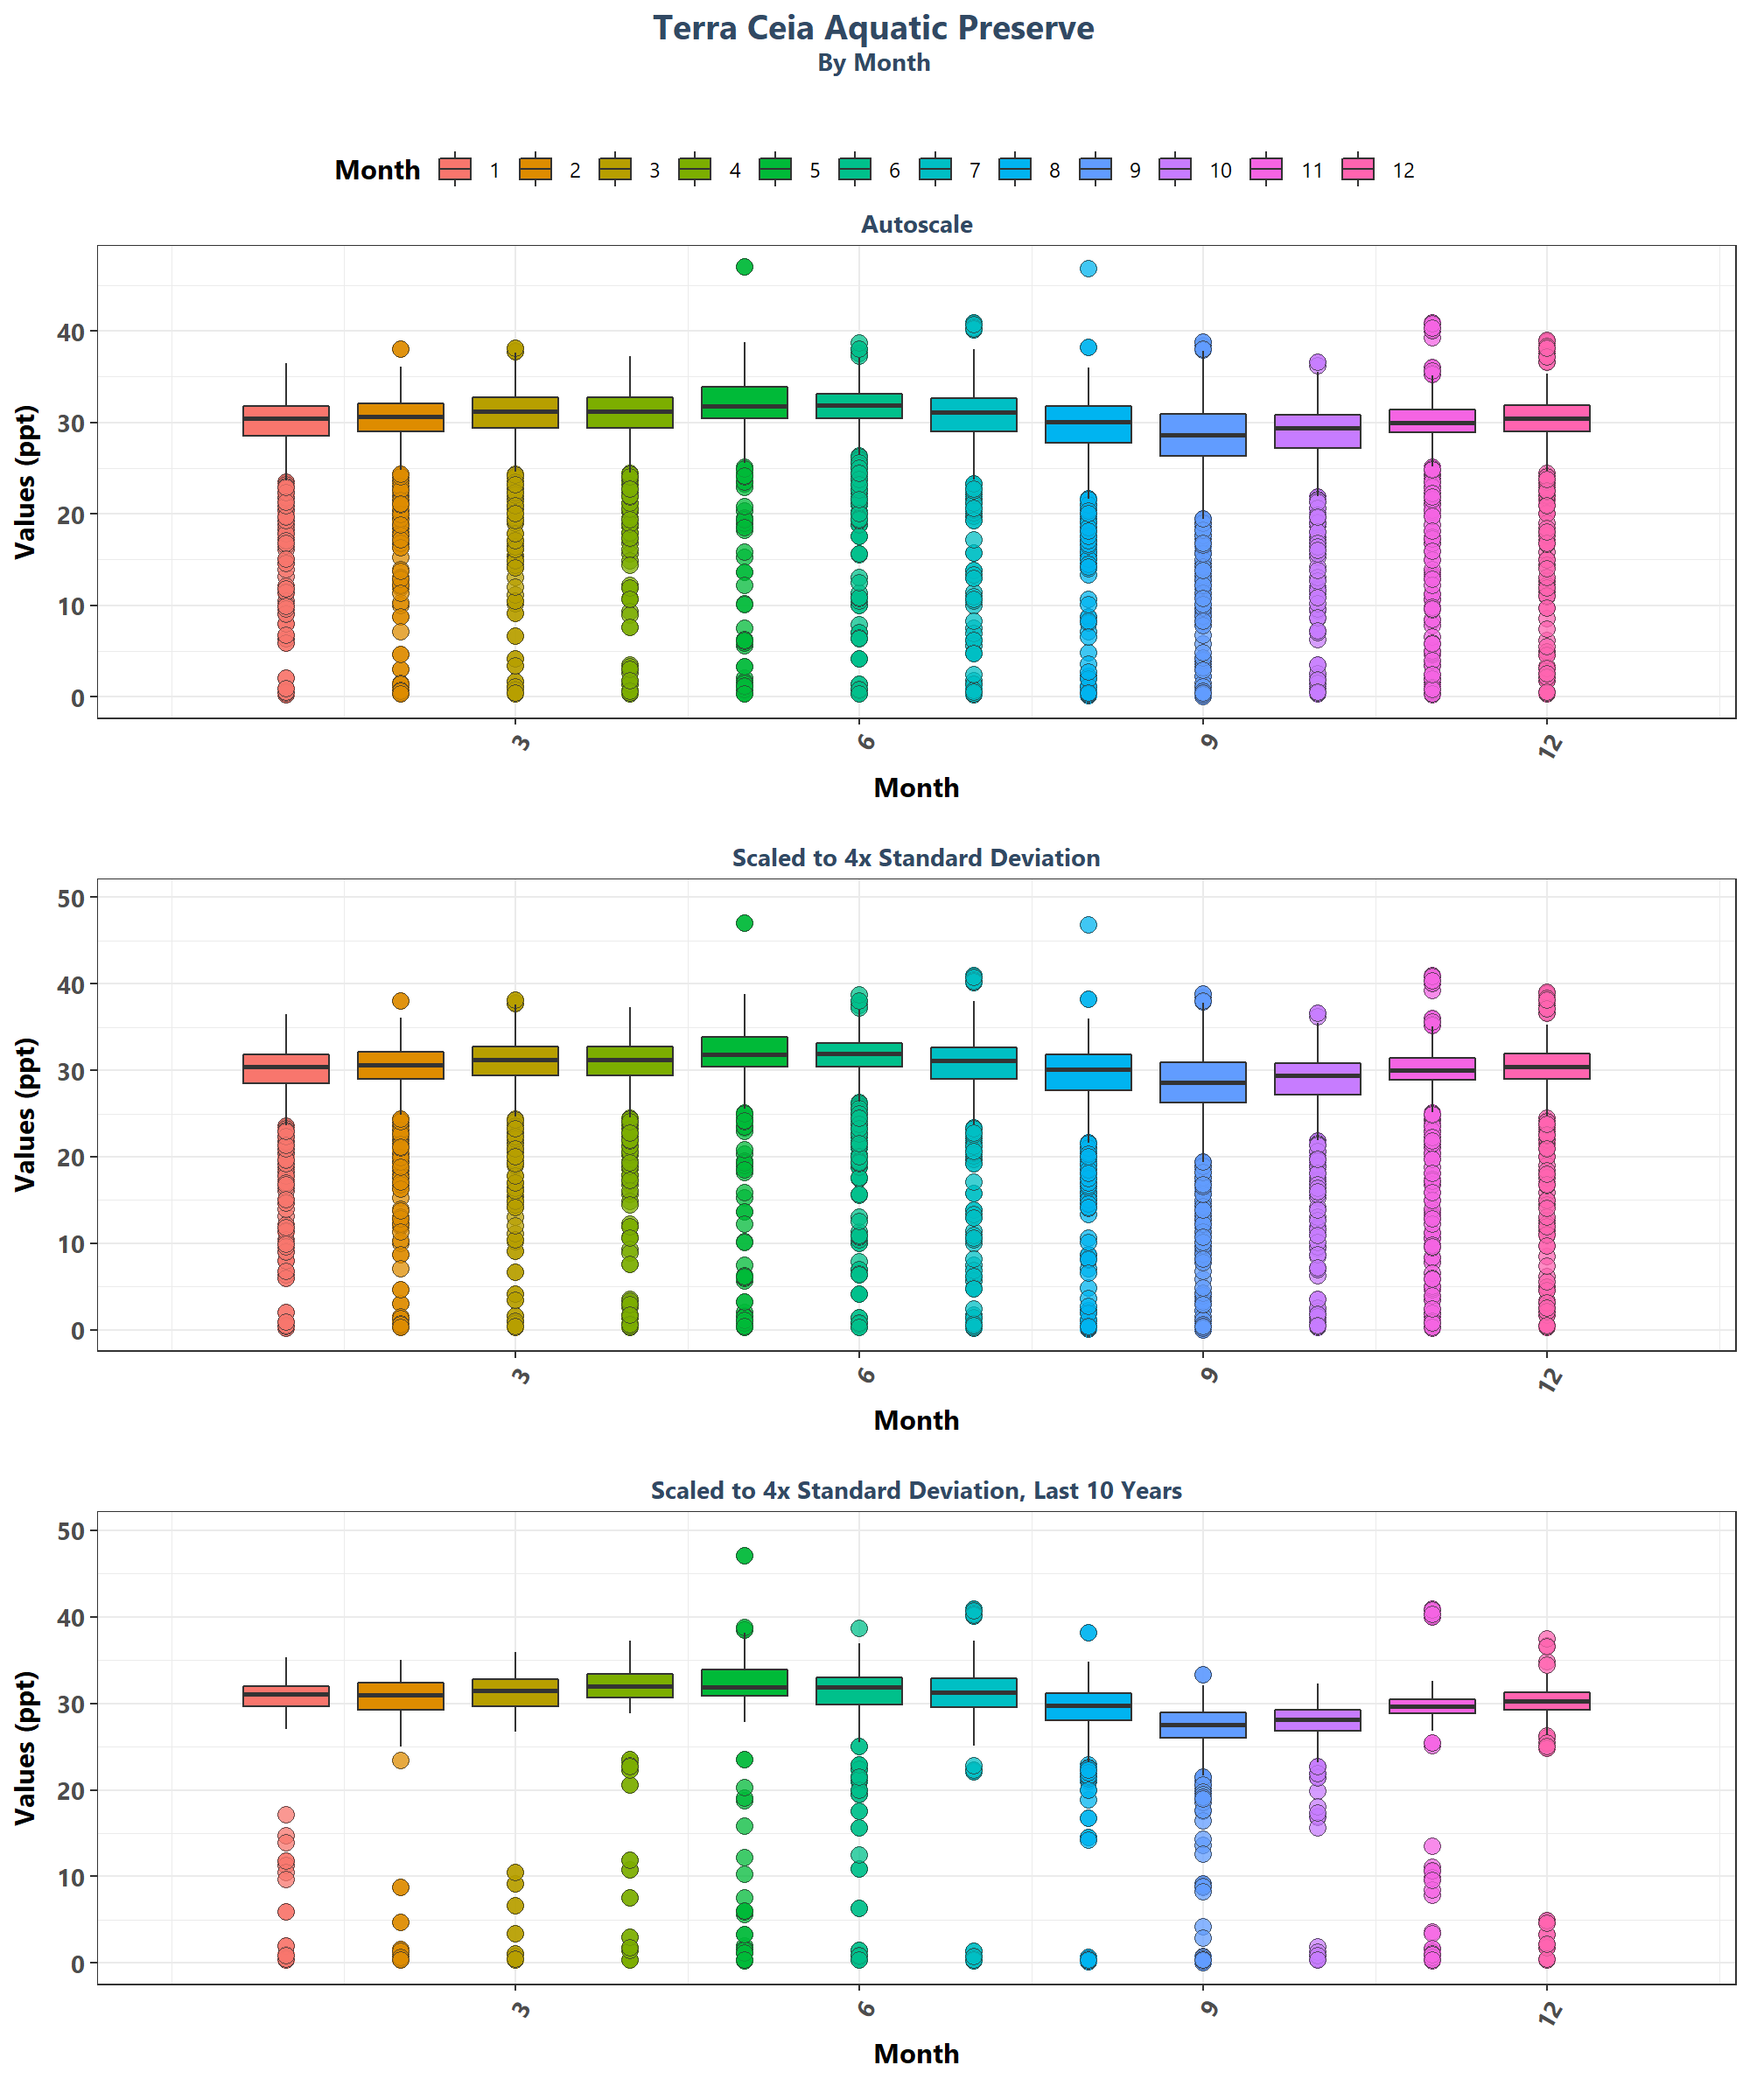 Terra Ceia Aquatic Preserve
By Month
Month 1 2 3 4 5 6 7 8 9 10 11 12
Autoscale
40
30
20
10
0
Values (ppt)
3 6 9 12
Month
Scaled to 4x Standard Deviation
50
40
30
20
10
0
Values (ppt)
3 6 9 12
Month
Scaled to 4x Standard Deviation, Last 10 Years
50
40
30
20
10
0
Values (ppt)
3 6 9 12
Month